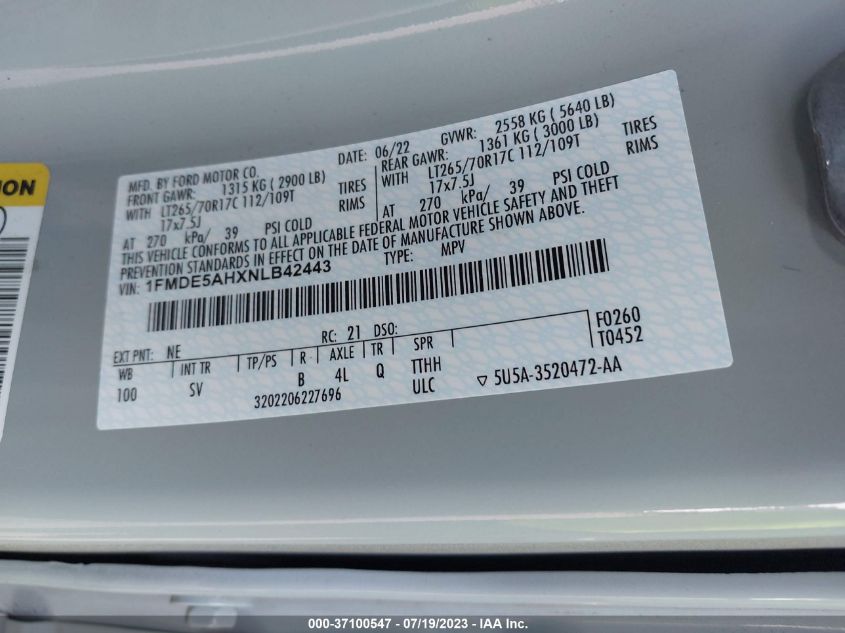 ION
MFD. BY FORD MOTOR CO.
DATE: 06/22 GVWR: 2558 KG ( 5640 LB)
FRONT GAWR: 1315 KG ( 2900 LB) REAR GAWR: 1361 KG ( 3000 LB)
WITH LT265/70R17C 112/109T TIRES WITH LT265/70R17C 112/109T TIRES
17x7.5J RIMS 17x7.5J RIMS
AT 270 kPa/ 39 PSI COLD AT 270 kPa/ 39 PSI COLD
THIS VEHICLE CONFORMS TO ALL APPLICABLE FEDERAL MOTOR VEHICLE SAFETY AND THEFT
PREVENTION STANDARDS IN EFFECT ON THE DATE OF MANUFACTURE SHOWN ABOVE.
VIN: 1FMDE5AHXNLB42443 TYPE: MPV
F0260
T0452
EXT PNT: NE RC: 21 DSO:
WB INT TR TP/PS R AXLE TR SPR
100 SV B 4L Q TTHH
3202206227696 ULC ▽ 5U5A-3520472-AA
000-37100547 - 07/19/2023 - IAA Inc.